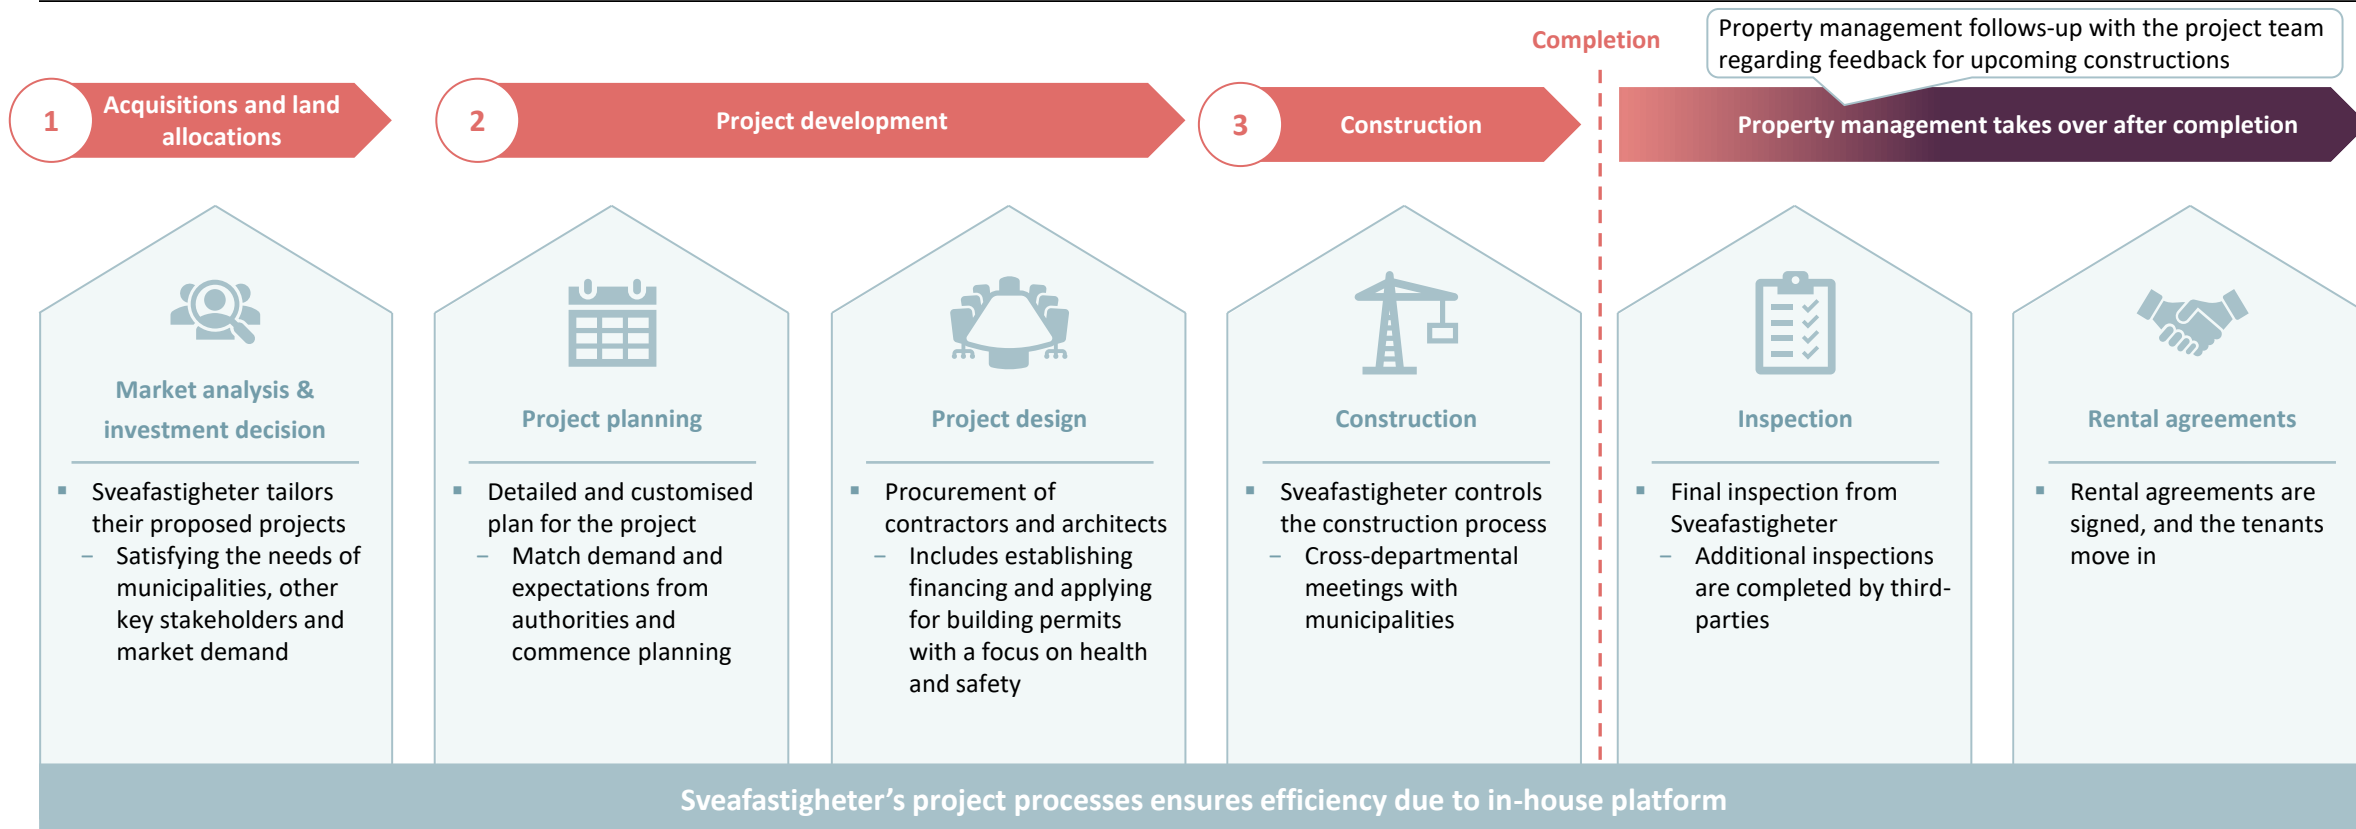 Completion
Property management follows-up with the project team
regarding feedback for upcoming constructions
1
Acquisitions and land
allocations
2
Project development
3
Construction
Property management takes over after completion
Market analysis &
investment decision
▪ Sveafastigheter tailors
their proposed projects
– Satisfying the needs of
municipalities, other
key stakeholders and
market demand
Project planning
▪ Detailed and customised
plan for the project
– Match demand and
expectations from
authorities and
commence planning
Project design
▪ Procurement of
contractors and architects
– Includes establishing
financing and applying
for building permits
with a focus on health
and safety
Construction
▪ Sveafastigheter controls
the construction process
– Cross-departmental
meetings with
municipalities
Inspection
▪ Final inspection from
Sveafastigheter
– Additional inspections
are completed by third-
parties
Rental agreements
▪ Rental agreements are
signed, and the tenants
move in
Sveafastigheter’s project processes ensures efficiency due to in-house platform